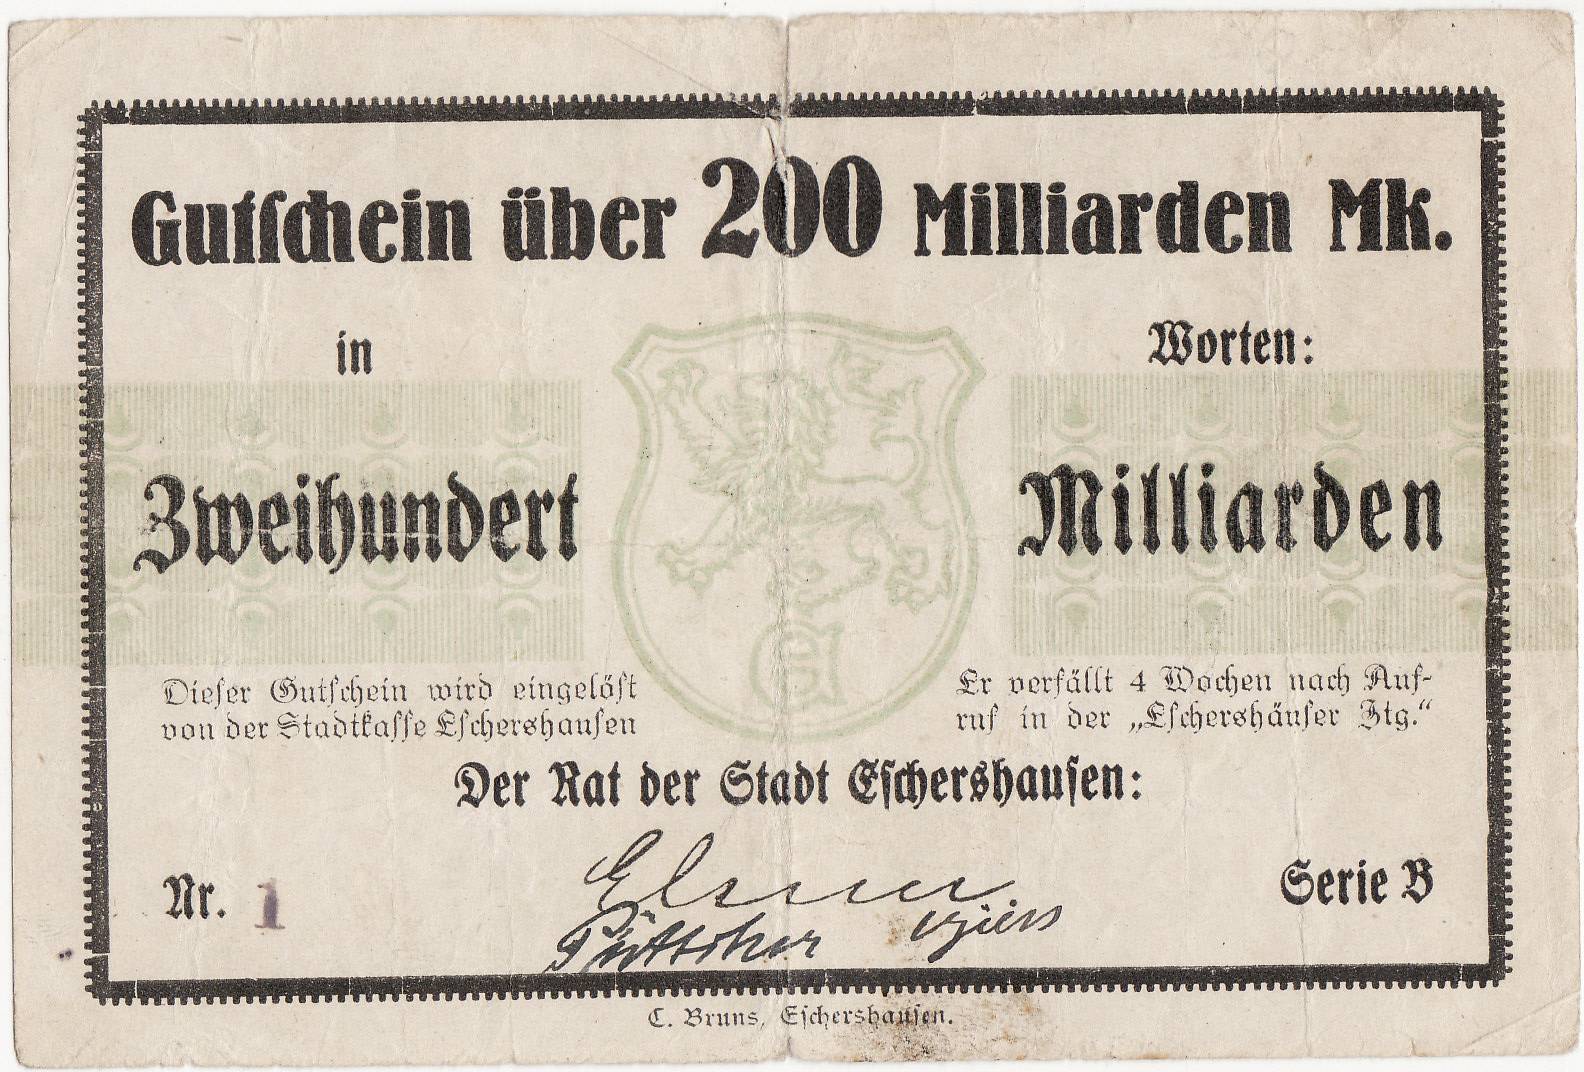 Gutschein über 200 Milliarden Mk.
in Worten:
Zweihundert Milliarden
Dieser Gutschein wird eingelöst
von der Stadtkasse Eschershausen
Er verfällt 4 Wochen nach Auf-
ruf in der „Eschershäuser Ztg.“
Der Rat der Stadt Eschershausen:
Nr. 1
Serie B
C. Bruns, Eschershausen.